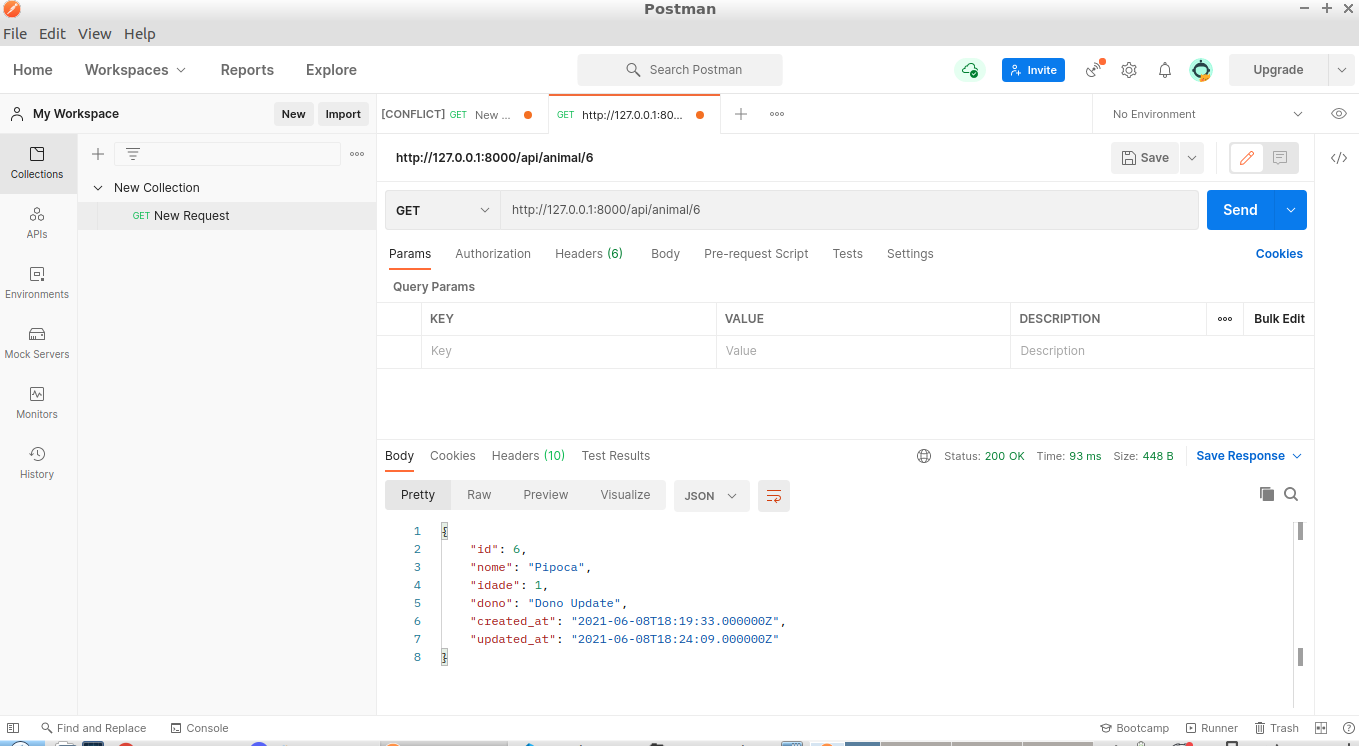 Postman
File Edit View Help
Home Workspaces Reports Explore Search Postman Invite Upgrade
My Workspace New Import [CONFLICT] GET New ... GET http://127.0.0.1:80... No Environment
Collections
APIs
Environments
Mock Servers
Monitors
History
New Collection
GET New Request
http://127.0.0.1:8000/api/animal/6 Save
GET http://127.0.0.1:8000/api/animal/6 Send
Params Authorization Headers (6) Body Pre-request Script Tests Settings Cookies
Query Params
KEY VALUE DESCRIPTION Bulk Edit
Key Value Description
Body Cookies Headers (10) Test Results Status: 200 OK Time: 93 ms Size: 448 B Save Response
Pretty Raw Preview Visualize JSON
1 {
2 "id": 6,
3 "nome": "Pipoca",
4 "idade": 1,
5 "dono": "Dono Update",
6 "created_at": "2021-06-08T18:19:33.000000Z",
7 "updated_at": "2021-06-08T18:24:09.000000Z"
8 }
Find and Replace Console Bootcamp Runner Trash